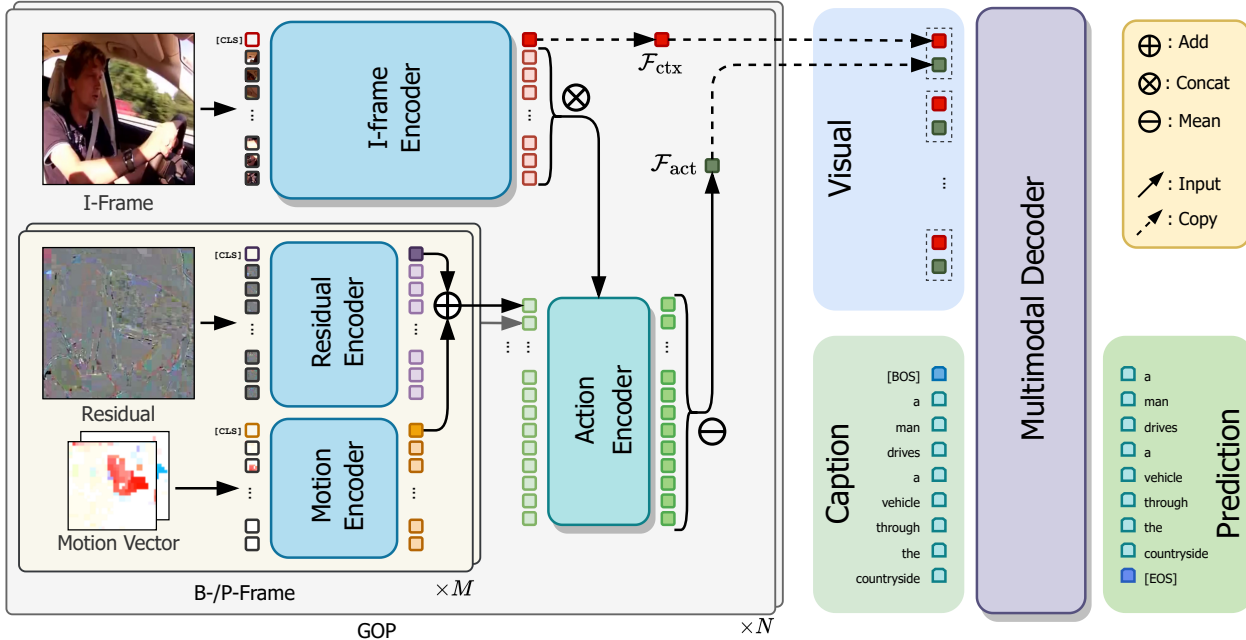 [CLS]
I-frame
Encoder
...
I-Frame
⊗
F_ctx
F_act
[CLS]
Residual
Encoder
...
Residual
⊕
[CLS]
Motion
Encoder
...
Motion Vector
B-/P-Frame
×M
... ...
Action
Encoder
...
⊖
GOP
×N
Visual
...
Multimodal Decoder
⊕ : Add
⊗ : Concat
⊖ : Mean
: Input
: Copy
Caption
[BOS]
a
man
drives
a
vehicle
through
the
countryside
a
man
drives
a
vehicle
through
the
countryside
[EOS]
Prediction